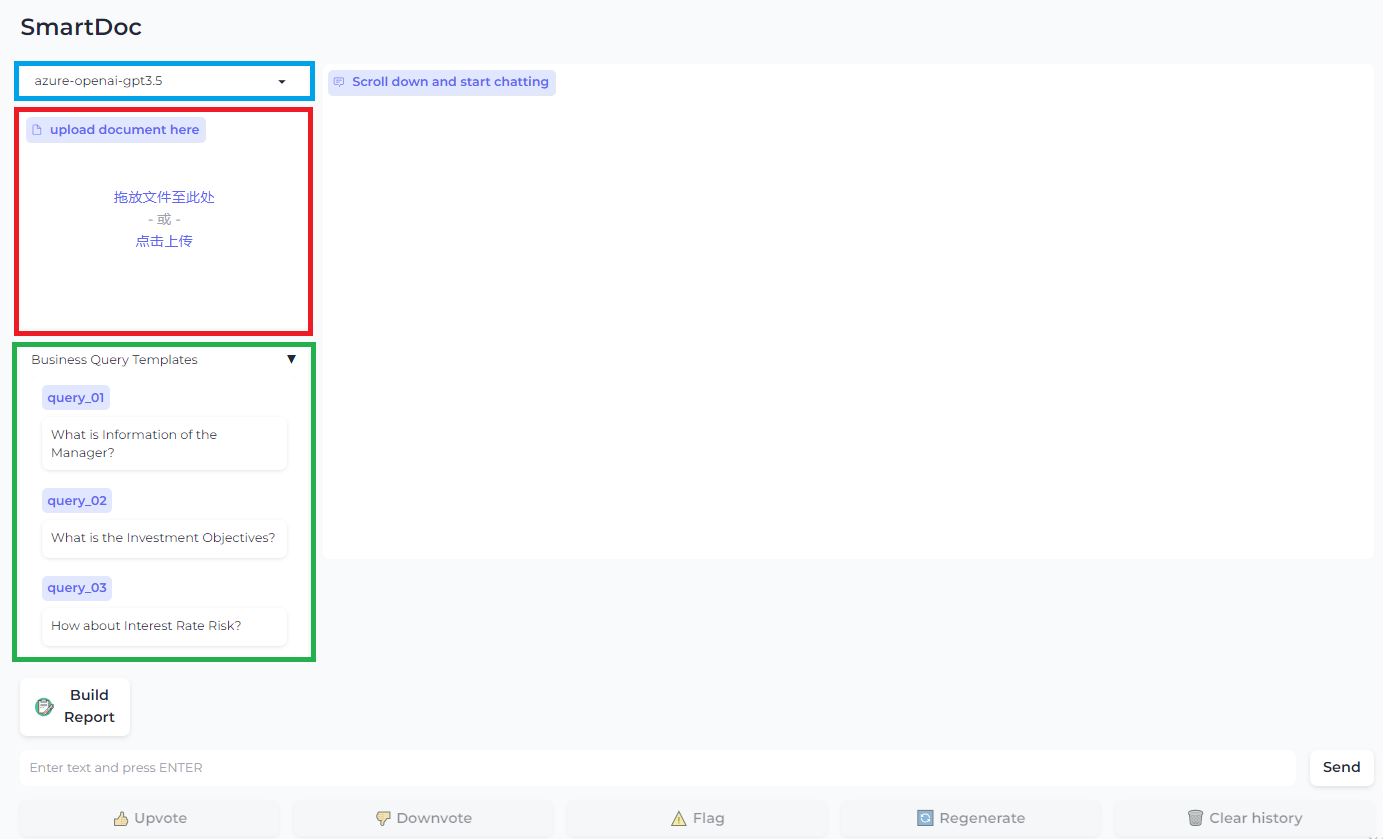 SmartDoc
azure-openai-gpt3.5
upload document here
拖放文件至此处
- 或 -
点击上传
Business Query Templates
query_01
What is Information of the
Manager?
query_02
What is the Investment Objectives?
query_03
How about Interest Rate Risk?
Scroll down and start chatting
Build
Report
Enter text and press ENTER
Send
Upvote
Downvote
Flag
Regenerate
Clear history